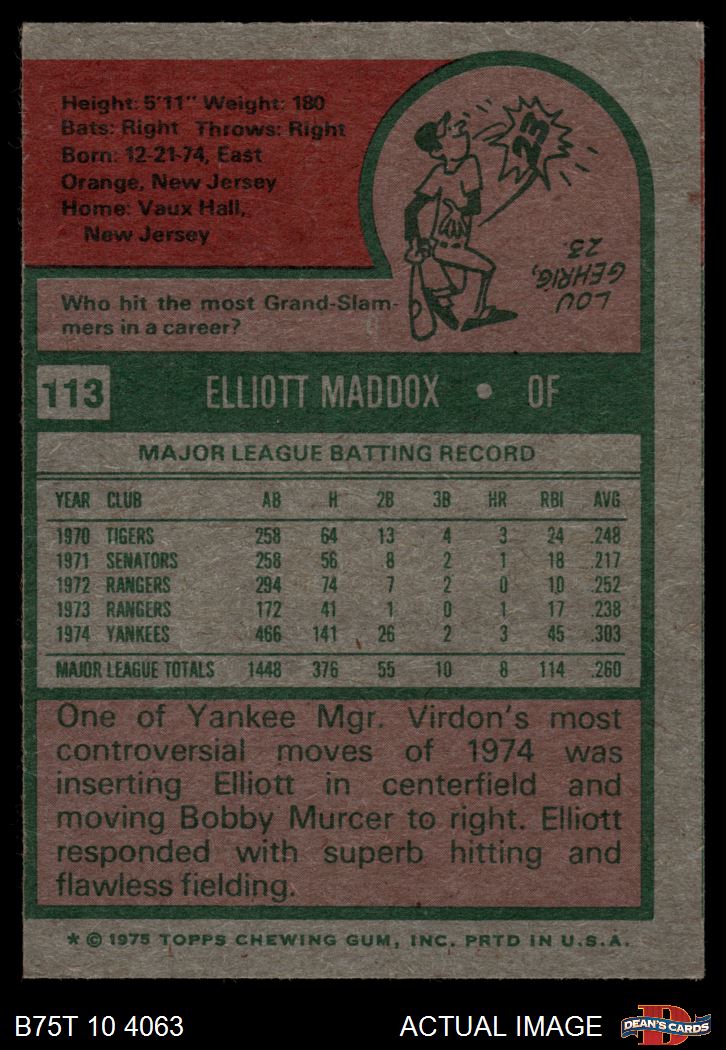 Height: 5'11" Weight: 180
Bats: Right Throws: Right
Born: 12-21-74, East
Orange, New Jersey
Home: Vaux Hall,
New Jersey
23
LOU
GEHRIG,
23.
Who hit the most Grand-Slam-
mers in a career?
113 ELLIOTT MADDOX • OF
MAJOR LEAGUE BATTING RECORD
YEAR CLUB AB H 2B 3B HR RBI AVG
1970 TIGERS 258 64 13 4 3 24 .248
1971 SENATORS 258 56 8 2 1 18 .217
1972 RANGERS 294 74 7 2 0 10 .252
1973 RANGERS 172 41 1 0 1 17 .238
1974 YANKEES 466 141 26 2 3 45 .303
MAJOR LEAGUE TOTALS 1448 376 55 10 8 114 .260
One of Yankee Mgr. Virdon's most
controversial moves of 1974 was
inserting Elliott in centerfield and
moving Bobby Murcer to right. Elliott
responded with superb hitting and
flawless fielding.
* © 1975 TOPPS CHEWING GUM, INC. PRTD IN U.S.A.
B75T 10 4063 ACTUAL IMAGE
D
DEAN'S CARDS